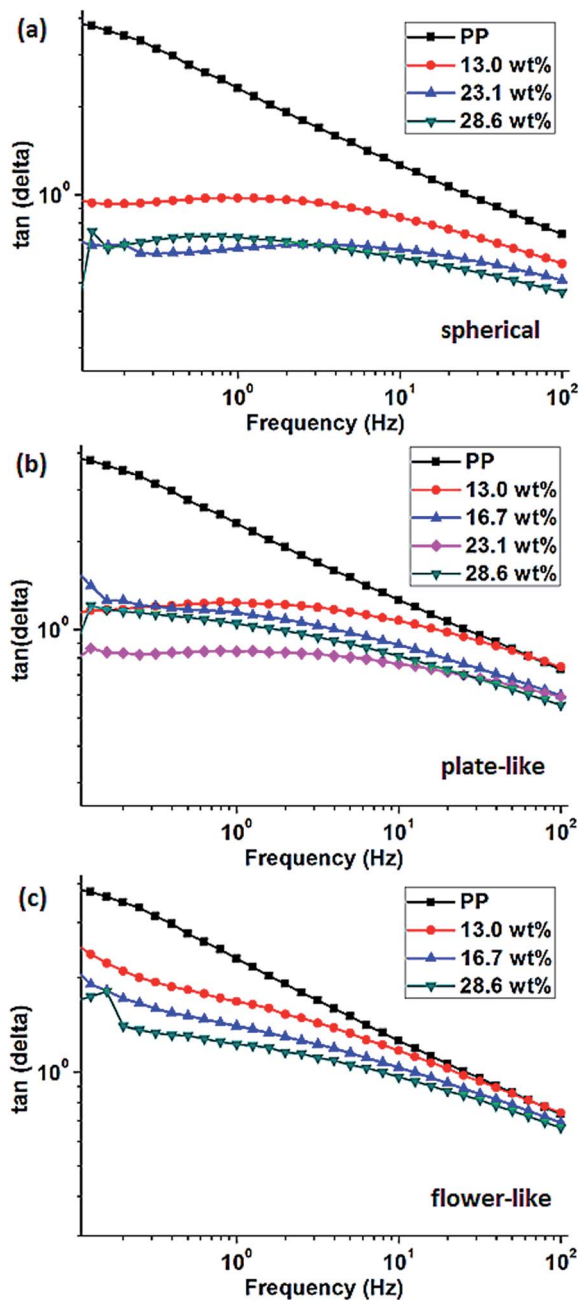 (a)
PP
13.0 wt%
23.1 wt%
28.6 wt%
tan (delta)
10⁰
spherical
10⁰ 10¹ 10²
Frequency (Hz)
(b)
PP
13.0 wt%
16.7 wt%
23.1 wt%
28.6 wt%
tan(delta)
10⁰
plate-like
10⁰ 10¹ 10²
Frequency (Hz)
(c)
PP
13.0 wt%
16.7 wt%
28.6 wt%
tan (delta)
10⁰
flower-like
10⁰ 10¹ 10²
Frequency (Hz)